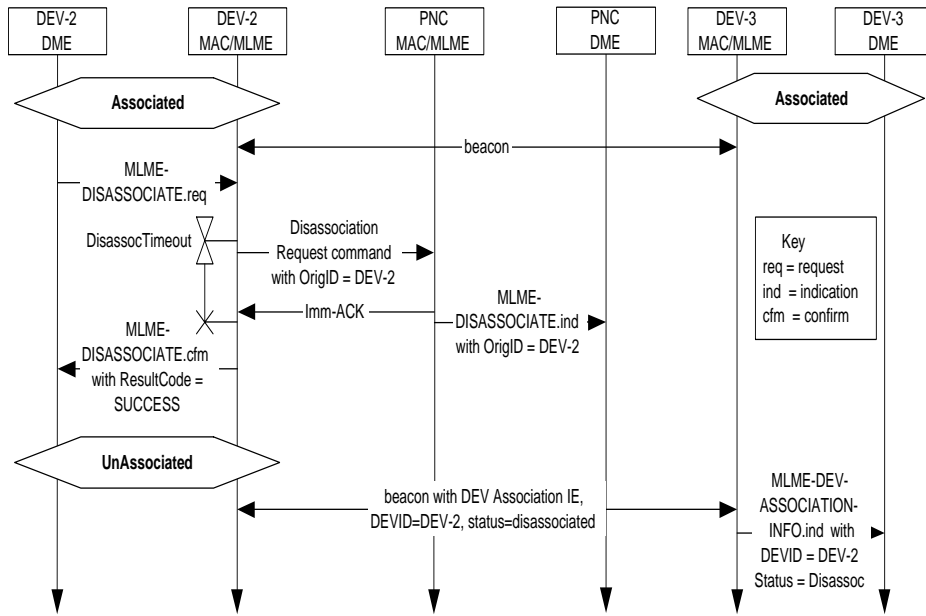 DEV-2
DME
DEV-2
MAC/MLME
PNC
MAC/MLME
PNC
DME
DEV-3
MAC/MLME
DEV-3
DME
Associated
Associated
beacon
MLME-
DISASSOCIATE.req
DisassocTimeout
Disassociation
Request command
with OrigID = DEV-2
Key
req = request
ind = indication
cfm = confirm
Imm-ACK
MLME-
DISASSOCIATE.ind
with OrigID = DEV-2
MLME-
DISASSOCIATE.cfm
with ResultCode =
SUCCESS
UnAssociated
beacon with DEV Association IE,
DEVID=DEV-2, status=disassociated
MLME-DEV-
ASSOCIATION-
INFO.ind with
DEVID = DEV-2
Status = Disassoc